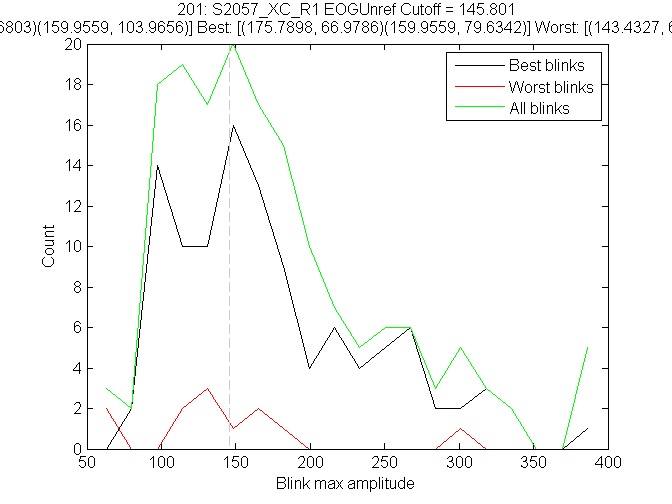 201: S2057_XC_R1 EOGUnref Cutoff = 145.801
6803)(159.9559, 103.9656)] Best: [(175.7898, 66.9786)(159.9559, 79.6342)] Worst: [(143.4327, 6
20
18
16
14
12
10
8
6
4
2
0
Count
Best blinks
Worst blinks
All blinks
50 100 150 200 250 300 350 400
Blink max amplitude